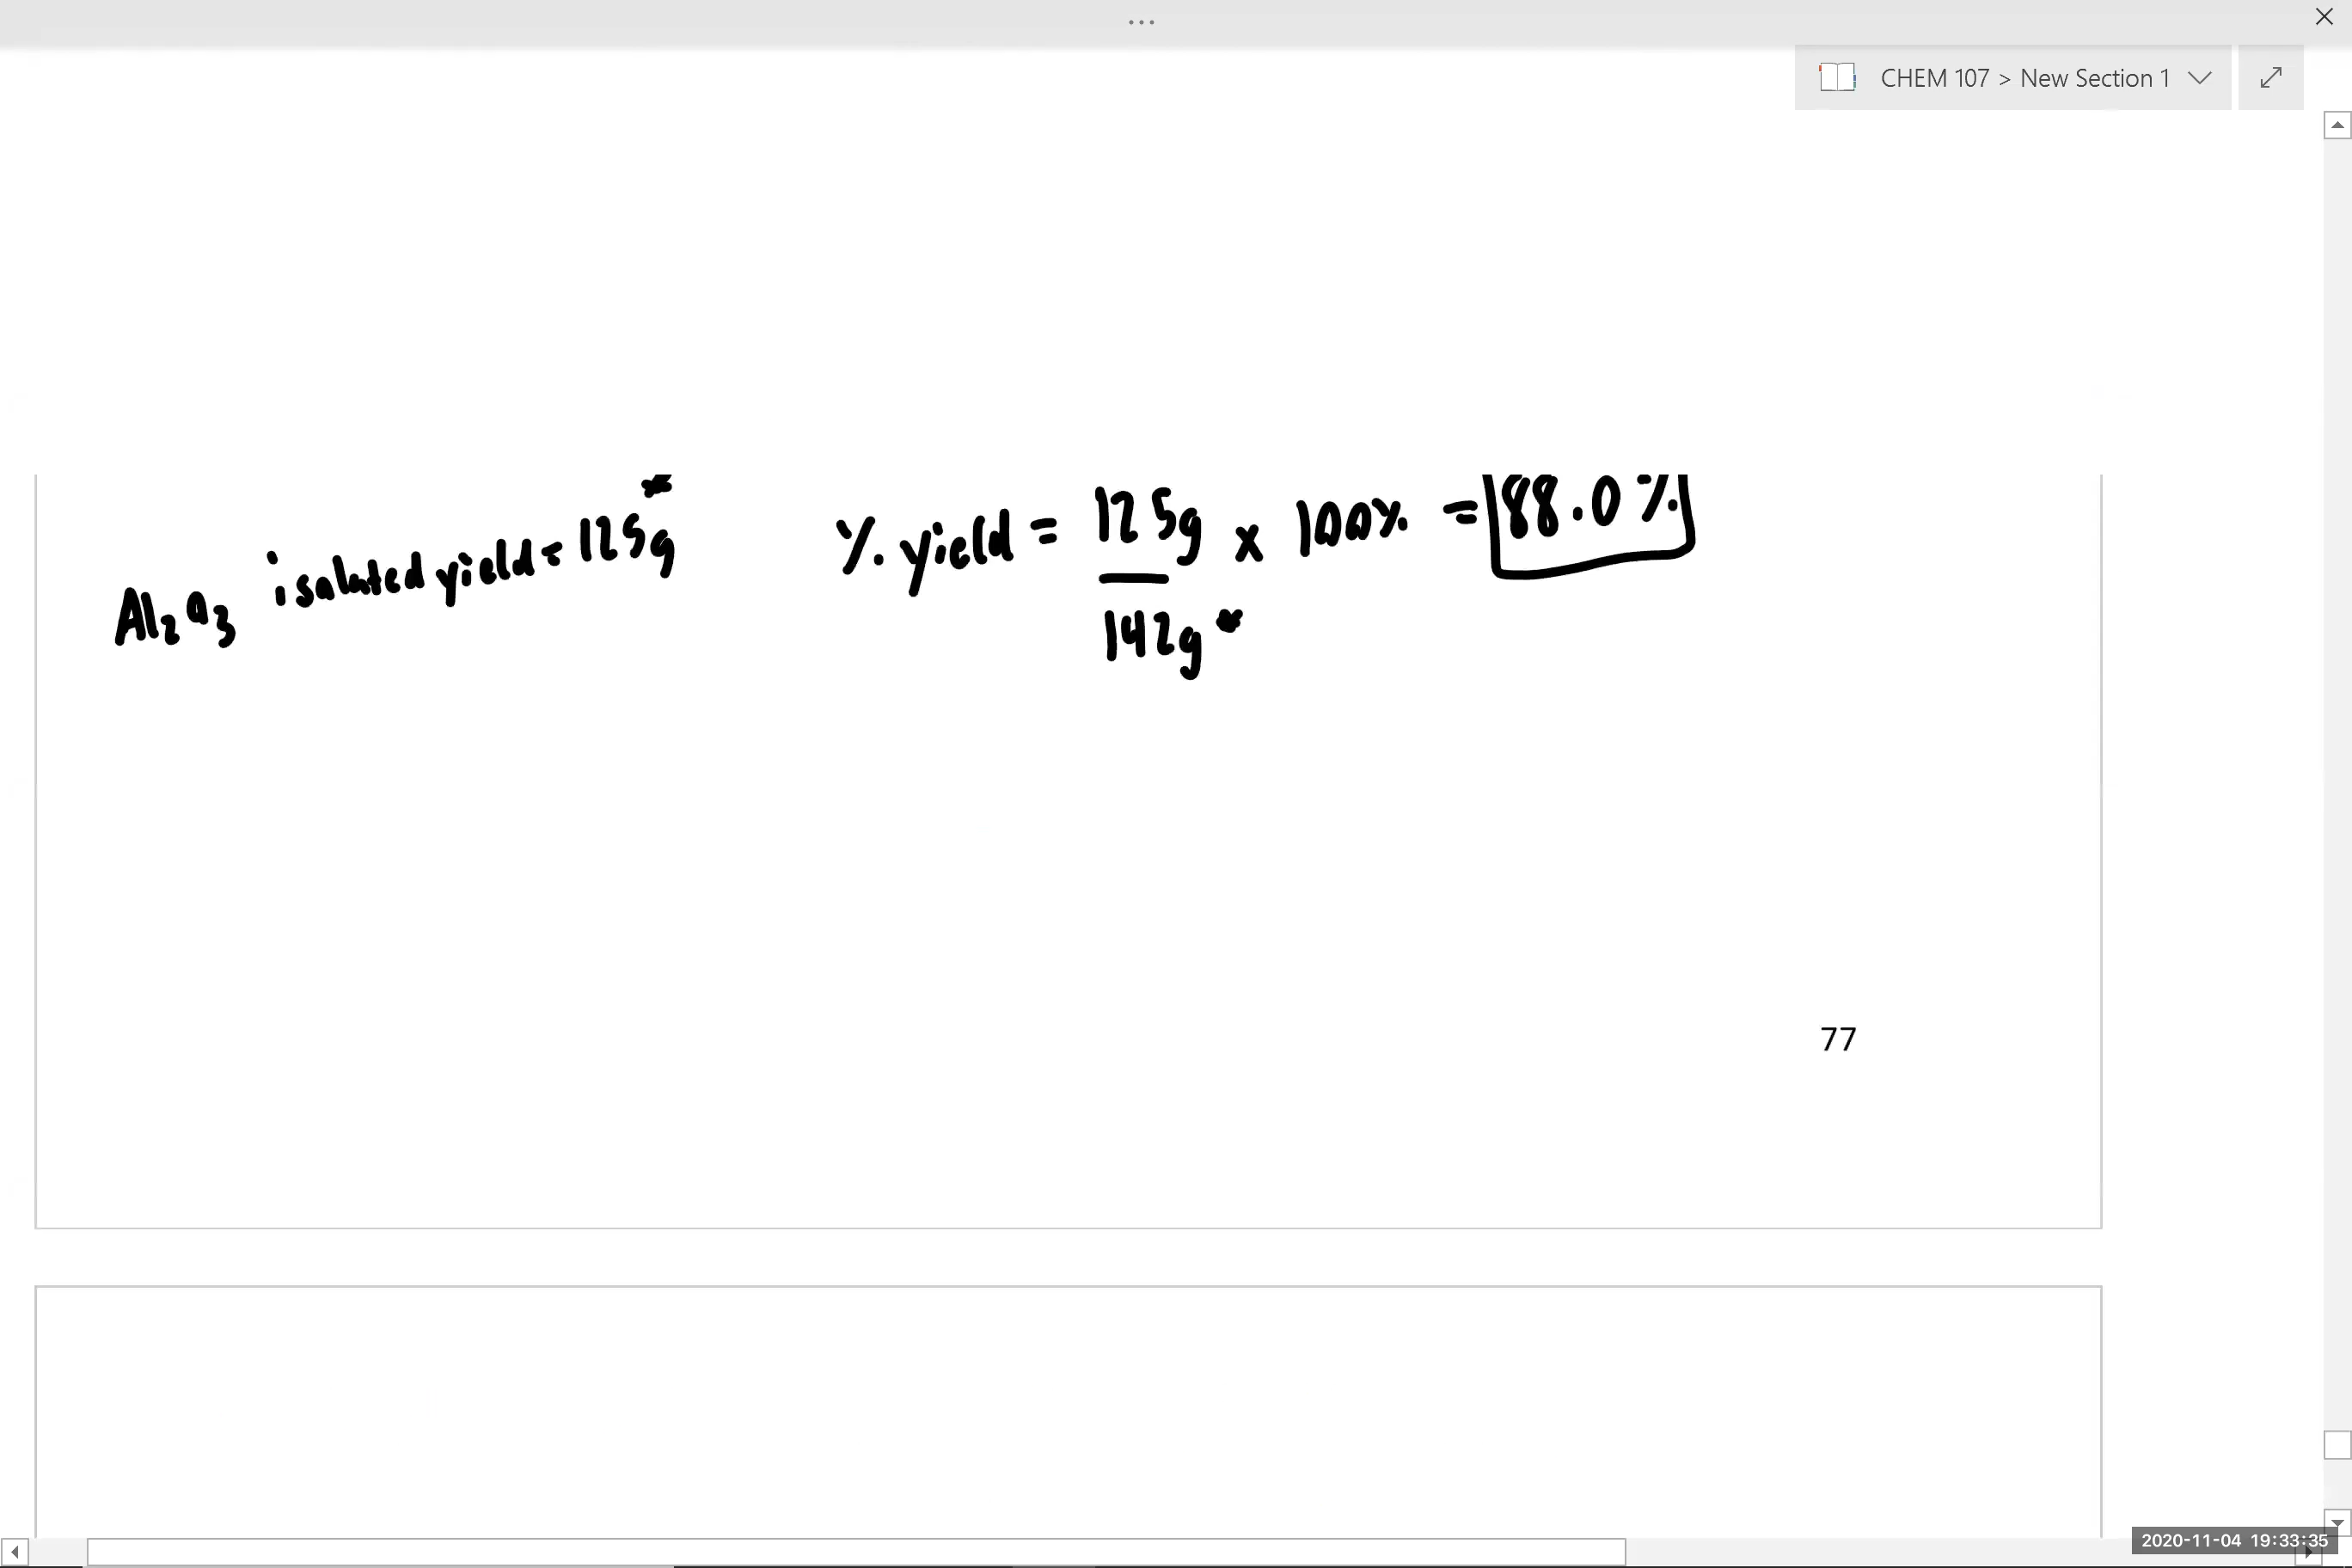 ...
CHEM 107 > New Section 1
Al₂O₃ isolated yield = 125g*
% yield = 125g/142g* x 100% = 88.0%
77
2020-11-04 19:33:35